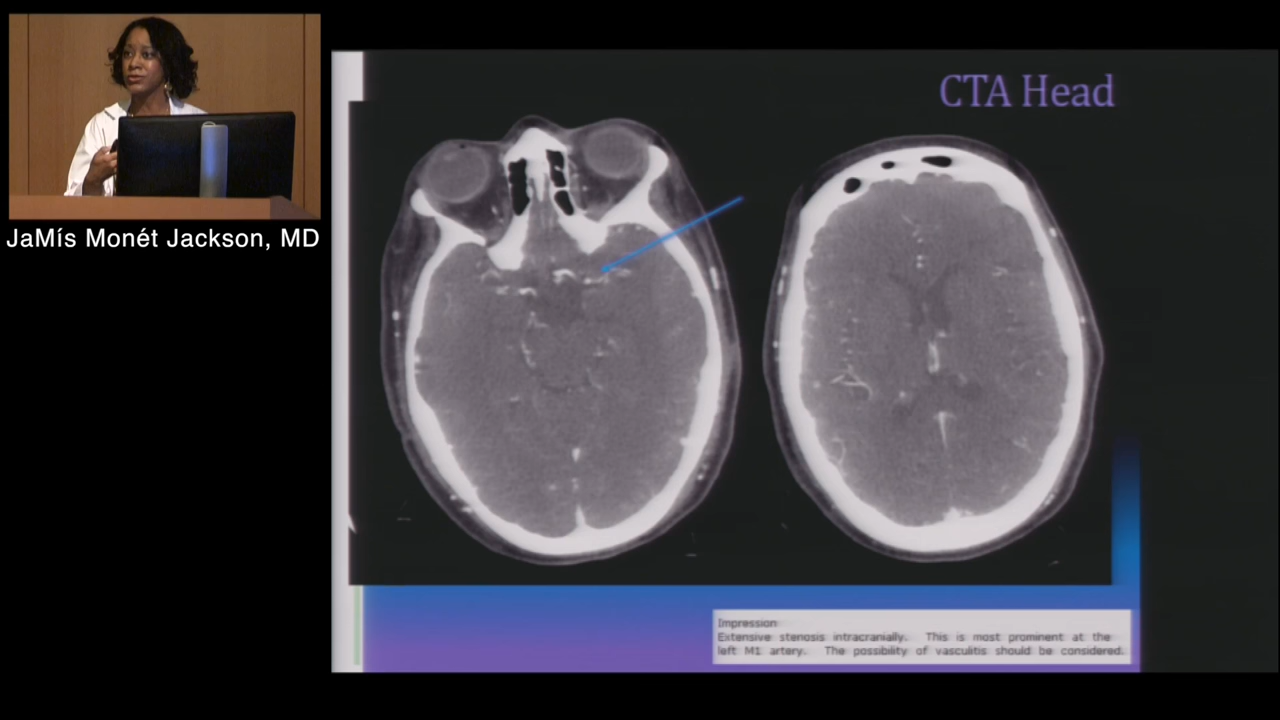 CTA Head
JaMís Monét Jackson, MD
Impression
Extensive stenosis intracranially. This is most prominent at the
left M1 artery. The possibility of vasculitis should be considered.